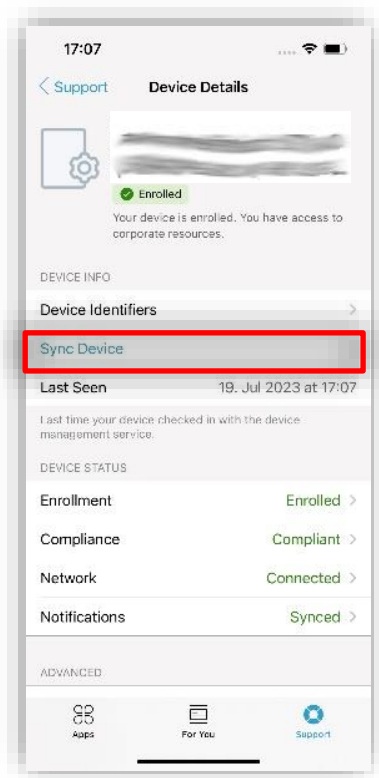 17:07
Support Device Details
Enrolled
Your device is enrolled. You have access to
corporate resources.
DEVICE INFO
Device Identifiers
Sync Device
Last Seen 19. Jul 2023 at 17:07
Last time your device checked in with the device
management service.
DEVICE STATUS
Enrollment Enrolled
Compliance Compliant
Network Connected
Notifications Synced
ADVANCED
Apps For You Support